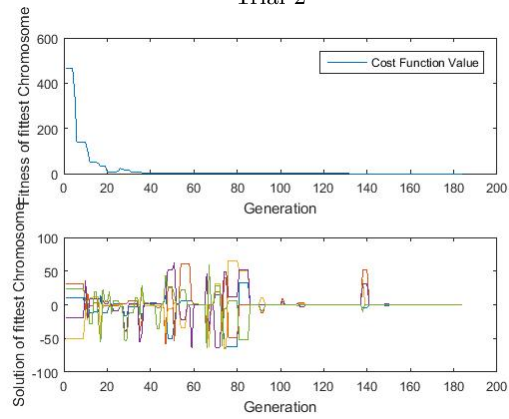 Trial 2
Fitness of fittest Chromosome
600
400
200
0
Cost Function Value
0 20 40 60 80 100 120 140 160 180 200
Generation
Solution of fittest Chromosome
100
50
0
-50
-100
0 20 40 60 80 100 120 140 160 180 200
Generation